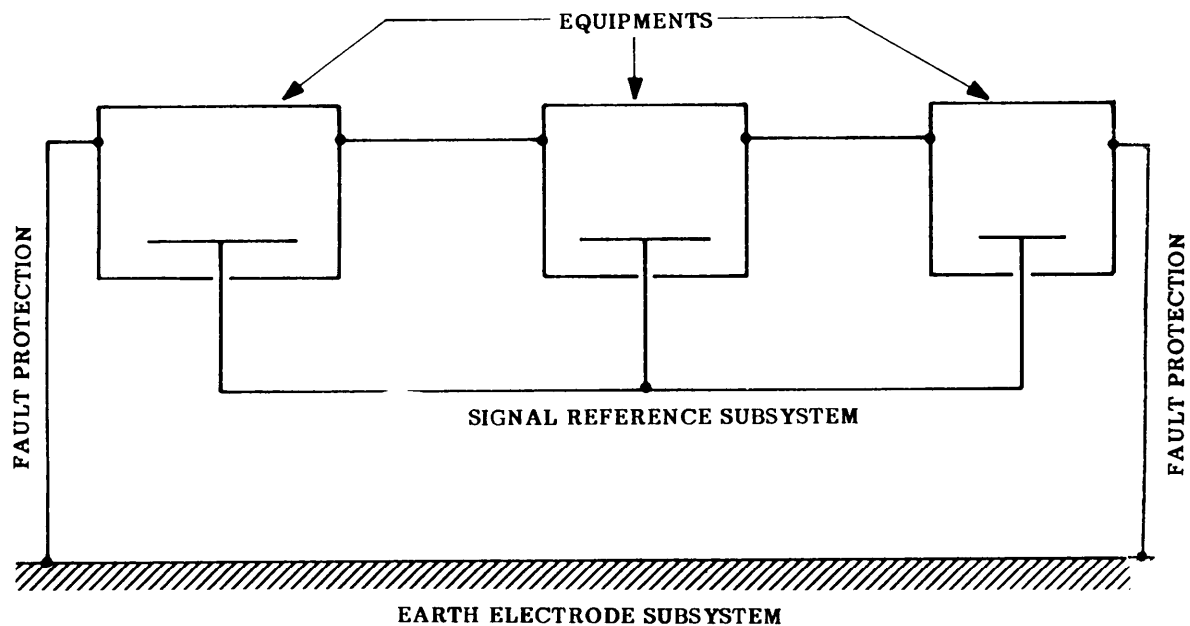 EQUIPMENTS
FAULT PROTECTION
FAULT PROTECTION
SIGNAL REFERENCE SUBSYSTEM
EARTH ELECTRODE SUBSYSTEM